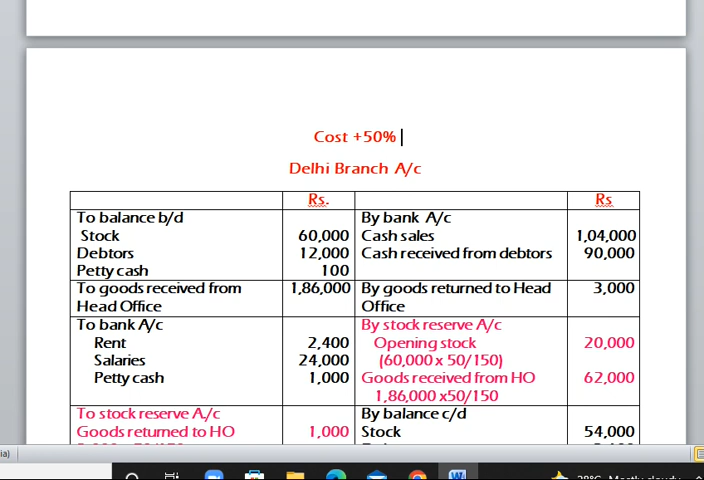 Cost +50%
Delhi Branch A/c
Rs. Rs
To balance b/d By bank A/c
Stock 60,000 Cash sales 1,04,000
Debtors 12,000 Cash received from debtors 90,000
Petty cash 100
To goods received from 1,86,000 By goods returned to Head 3,000
Head Office Office
To bank A/c By stock reserve A/c
Rent 2,400 Opening stock 20,000
Salaries 24,000 (60,000 x 50/150)
Petty cash 1,000 Goods received from HO 62,000
1,86,000 x50/150
To stock reserve A./c By balance c/d
Goods returned to HO 1,000 Stock 54,000
ia)